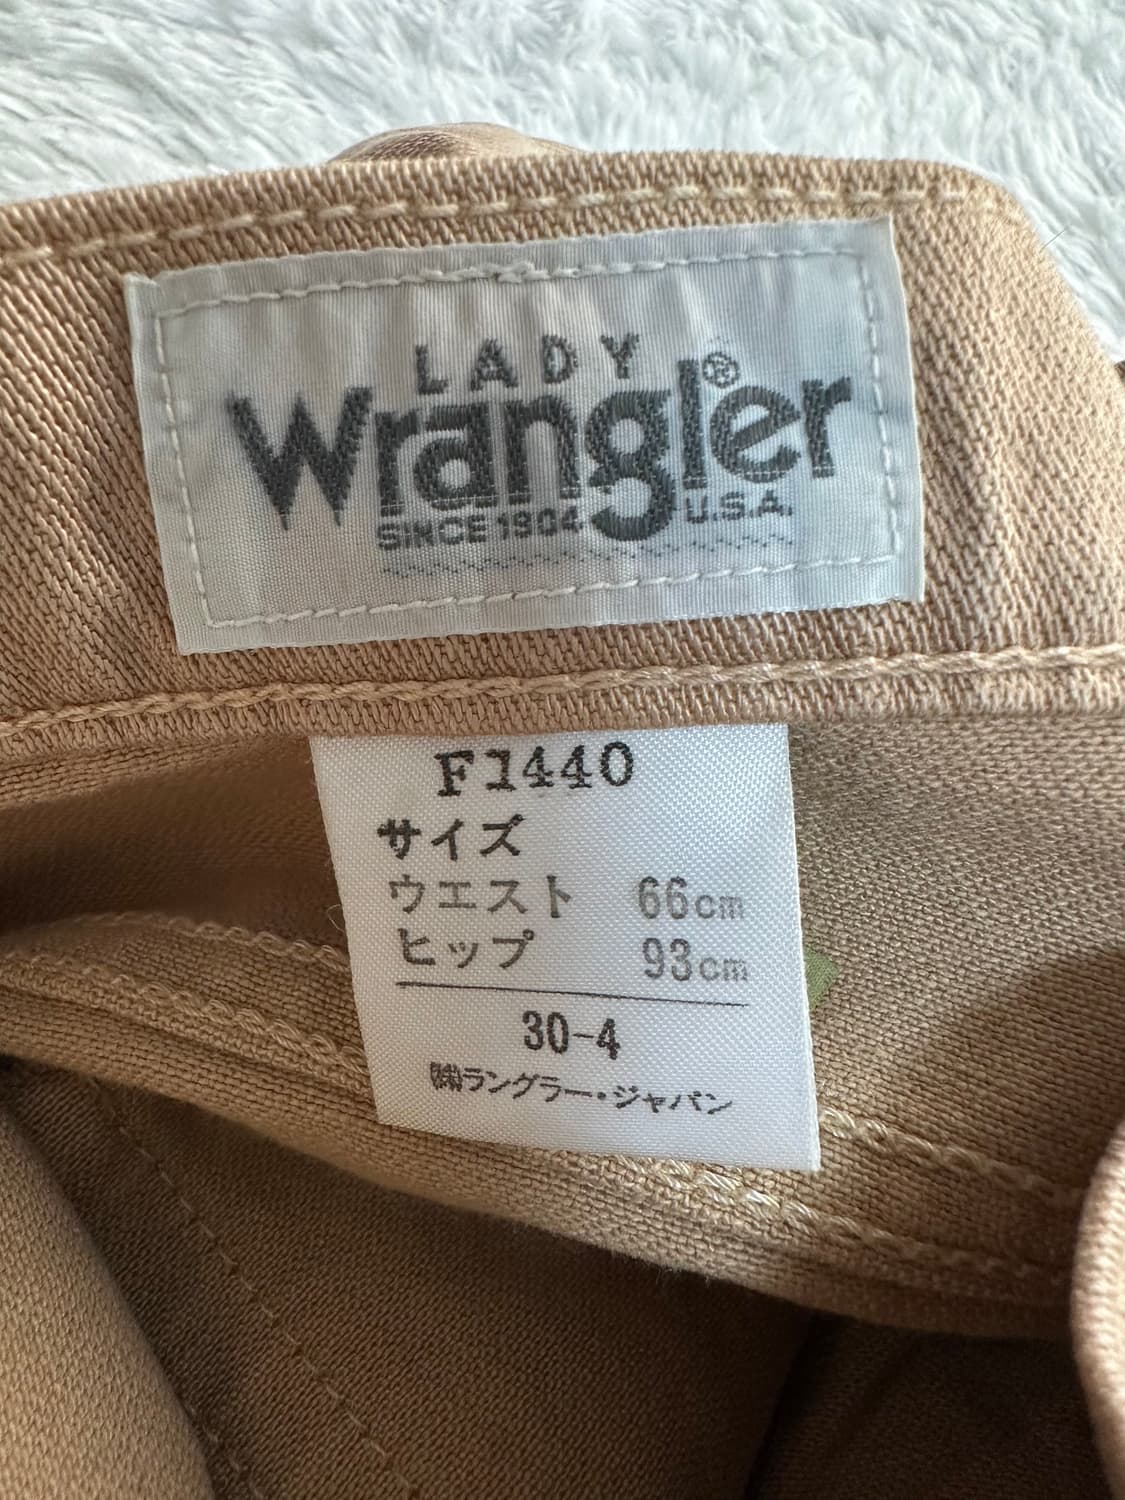 LADY
Wrangler®
SINCE 1904 U.S.A.
F1440
サイズ
ウエスト 66cm
ヒップ 93cm
30-4
㈱ラングラー・ジャパン